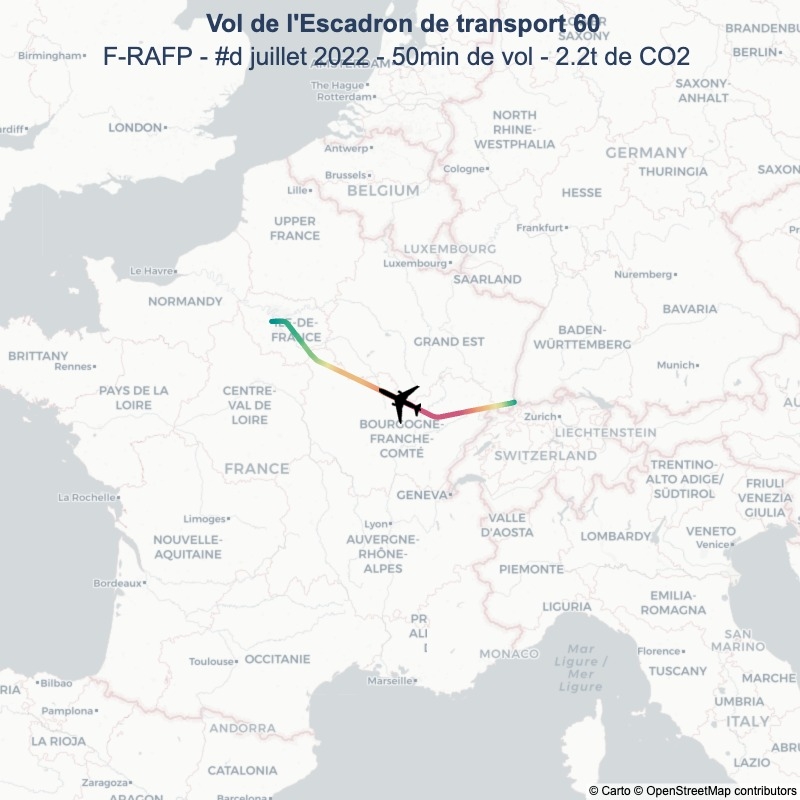 Vol de l'Escadron de transport 60
F-RAFP - #d juillet 2022 - 50min de vol - 2.2t de CO2
SAXONY
BRANDENBU
Birmingham
AMSTERDAM
BERLIN
The Hague
Rotterdam
SAXONY-
ANHALT
Cardiff
LONDON
NORTH
RHINE-
WESTPHALIA
Antwerp
GERMANY
Brussels
Cologne
THURINGIA
SAXON
Lille
BELGIUM
HESSE
UPPER
FRANCE
Frankfurt
LUXEMBOURG
Luxembourg
Le Havre
SAARLAND
Nuremberg
NORMANDY
BAVARIA
ÎLE-DE-
FRANCE
GRAND EST
BADEN-
WÜRTTEMBERG
BRITTANY
Rennes
Munich
PAYS DE LA
LOIRE
CENTRE-
VAL DE
LOIRE
BOURGOGNE-
FRANCHE-
COMTÉ
Zurich
LIECHTENSTEIN
SWITZERLAND
FRANCE
TRENTINO-
ALTO ADIGE/
SÜDTIROL
La Rochelle
GENEVA
FRIULI
VENEZIA
GIULIA
Limoges
Lyon
VALLE
D'AOSTA
LOMBARDY
VENETO
Venice
NOUVELLE-
AQUITAINE
AUVERGNE-
RHÔNE-
ALPES
PIEMONTE
Bordeaux
EMILIA-
ROMAGNA
LIGURIA
PR
ALI
SAN
MARINO
Toulouse
OCCITANIE
MONACO
Mar
Ligure /
Mer
Ligure
Florence
TUSCANY
Marseille
MARCHE
Bilbao
UMBRIA
Pamplona
ANDORRA
ITALY
LA RIOJA
ABRU
LAZIO
CATALONIA
Zaragoza
ARAGON
Barcelona
© Carto © OpenStreetMap contributors